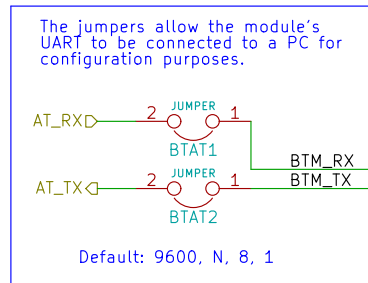 The jumpers allow the module's
UART to be connected to a PC for
configuration purposes.
AT_RX 2 JUMPER 1
BTAT1
BTM_RX
BTM_TX
AT_TX 2 JUMPER 1
BTAT2
Default: 9600, N, 8, 1